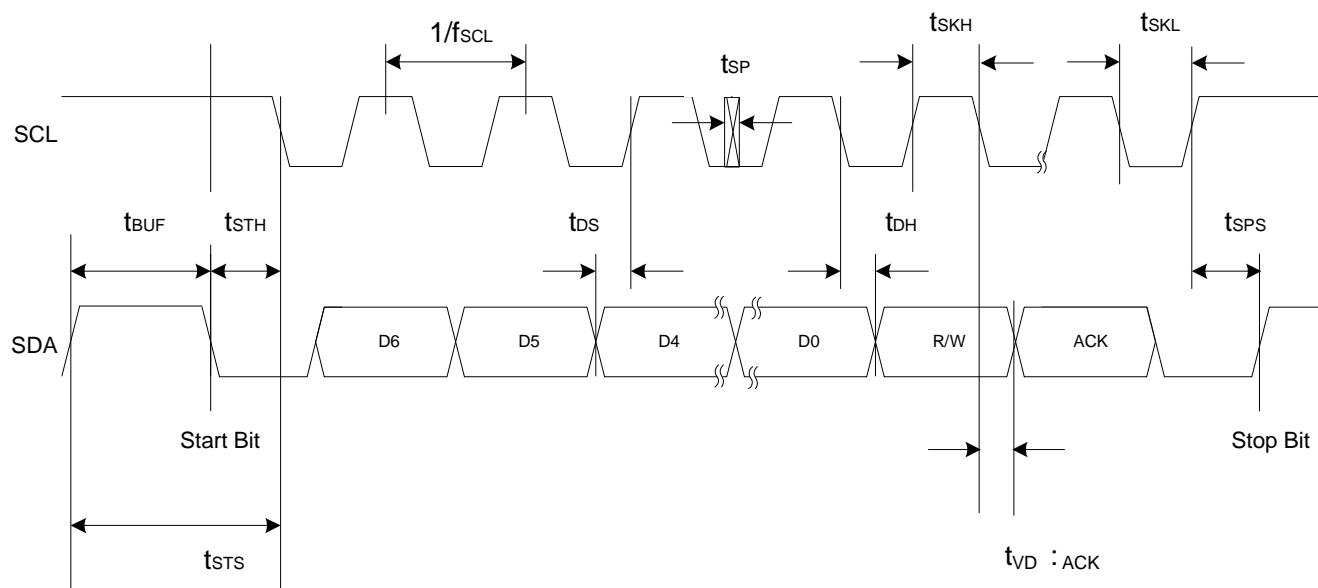 1/fSCL
tSKH
tSKL
tSP
SCL
tBUF
tSTH
tDS
tDH
tSPS
SDA
D6
D5
D4
D0
R/W
ACK
Start Bit
Stop Bit
tSTS
tVD :ACK